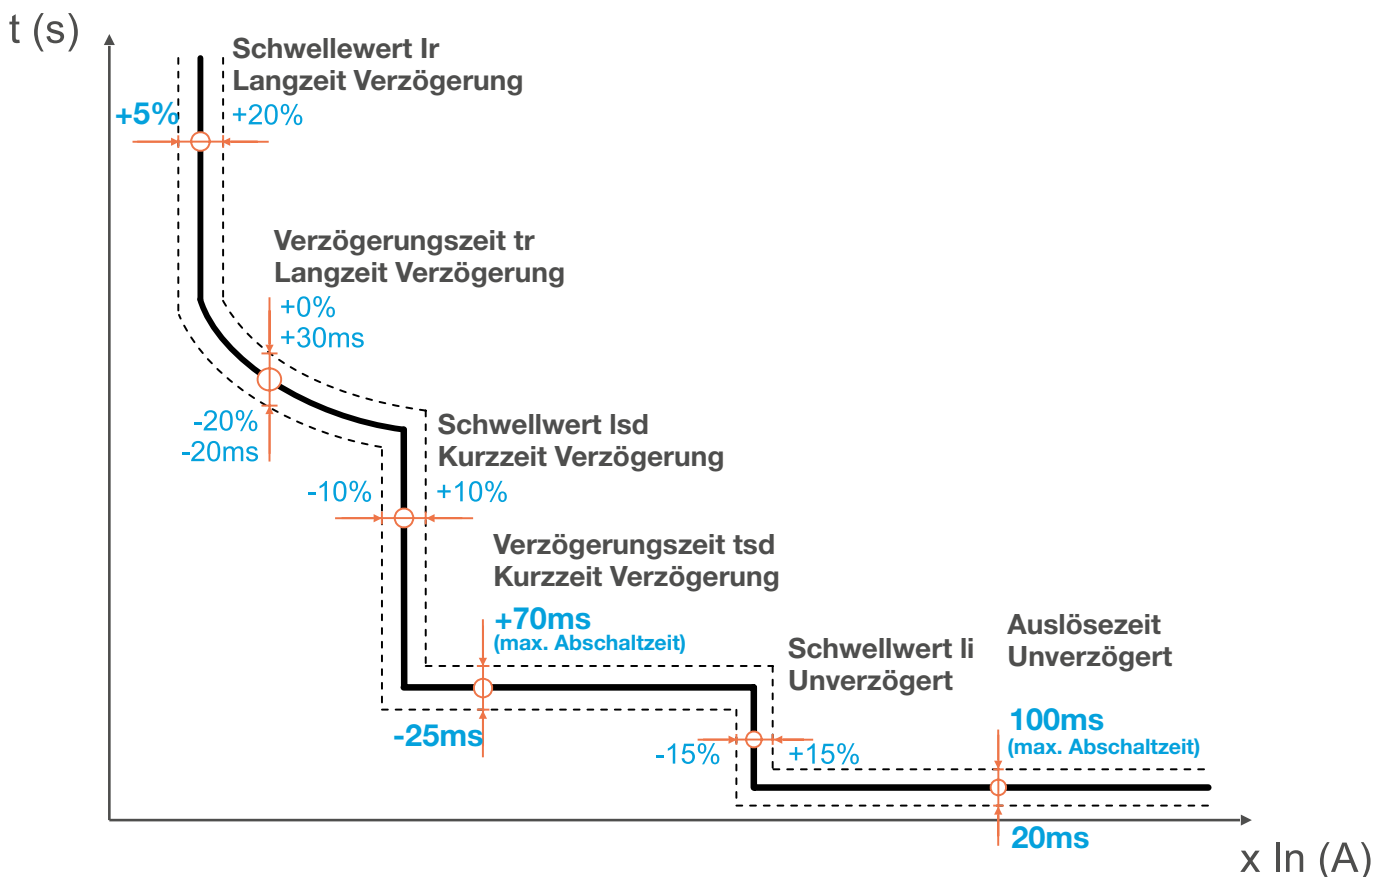 t (s)
Schwellewert Ir
Langzeit Verzögerung
+5%
+20%
Verzögerungszeit tr
Langzeit Verzögerung
+0%
+30ms
-20%
-20ms
Schwellwert Isd
Kurzzeit Verzögerung
-10%
+10%
Verzögerungszeit tsd
Kurzzeit Verzögerung
+70ms
(max. Abschaltzeit)
-25ms
Schwellwert Ii
Unverzögert
-15%
+15%
Auslösezeit
Unverzögert
100ms
(max. Abschaltzeit)
20ms
x In (A)